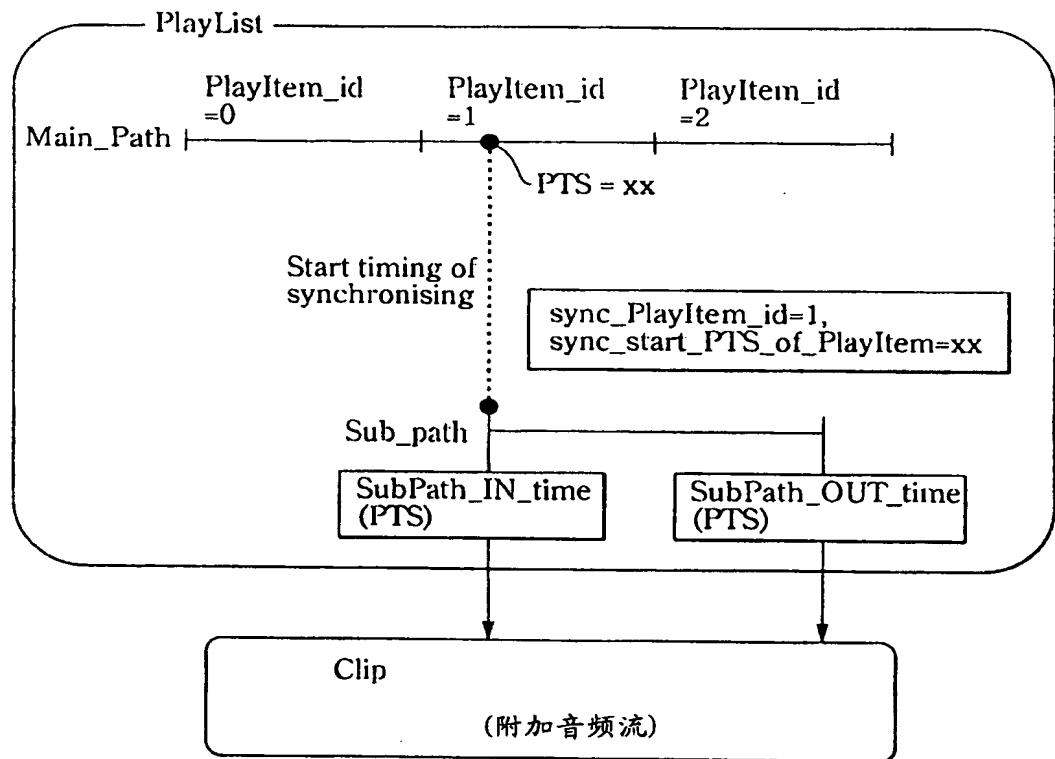 PlayList
PlayItem_id
=0
PlayItem_id
=1
PlayItem_id
=2
Main_Path
PTS = xx
Start timing of
synchronising
sync_PlayItem_id=1,
sync_start_PTS_of_PlayItem=xx
Sub_path
SubPath_IN_time
(PTS)
SubPath_OUT_time
(PTS)
Clip
(附加音频流)